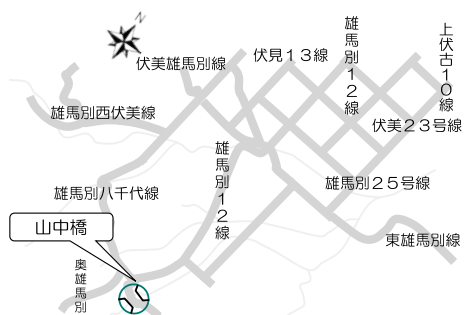 N
伏美雄馬別線
伏見13線
雄馬別12線
上伏古10線
雄馬別西伏美線
伏美23号線
雄馬別12線
雄馬別八千代線
雄馬別25号線
山中橋
東雄馬別線
奥雄馬別